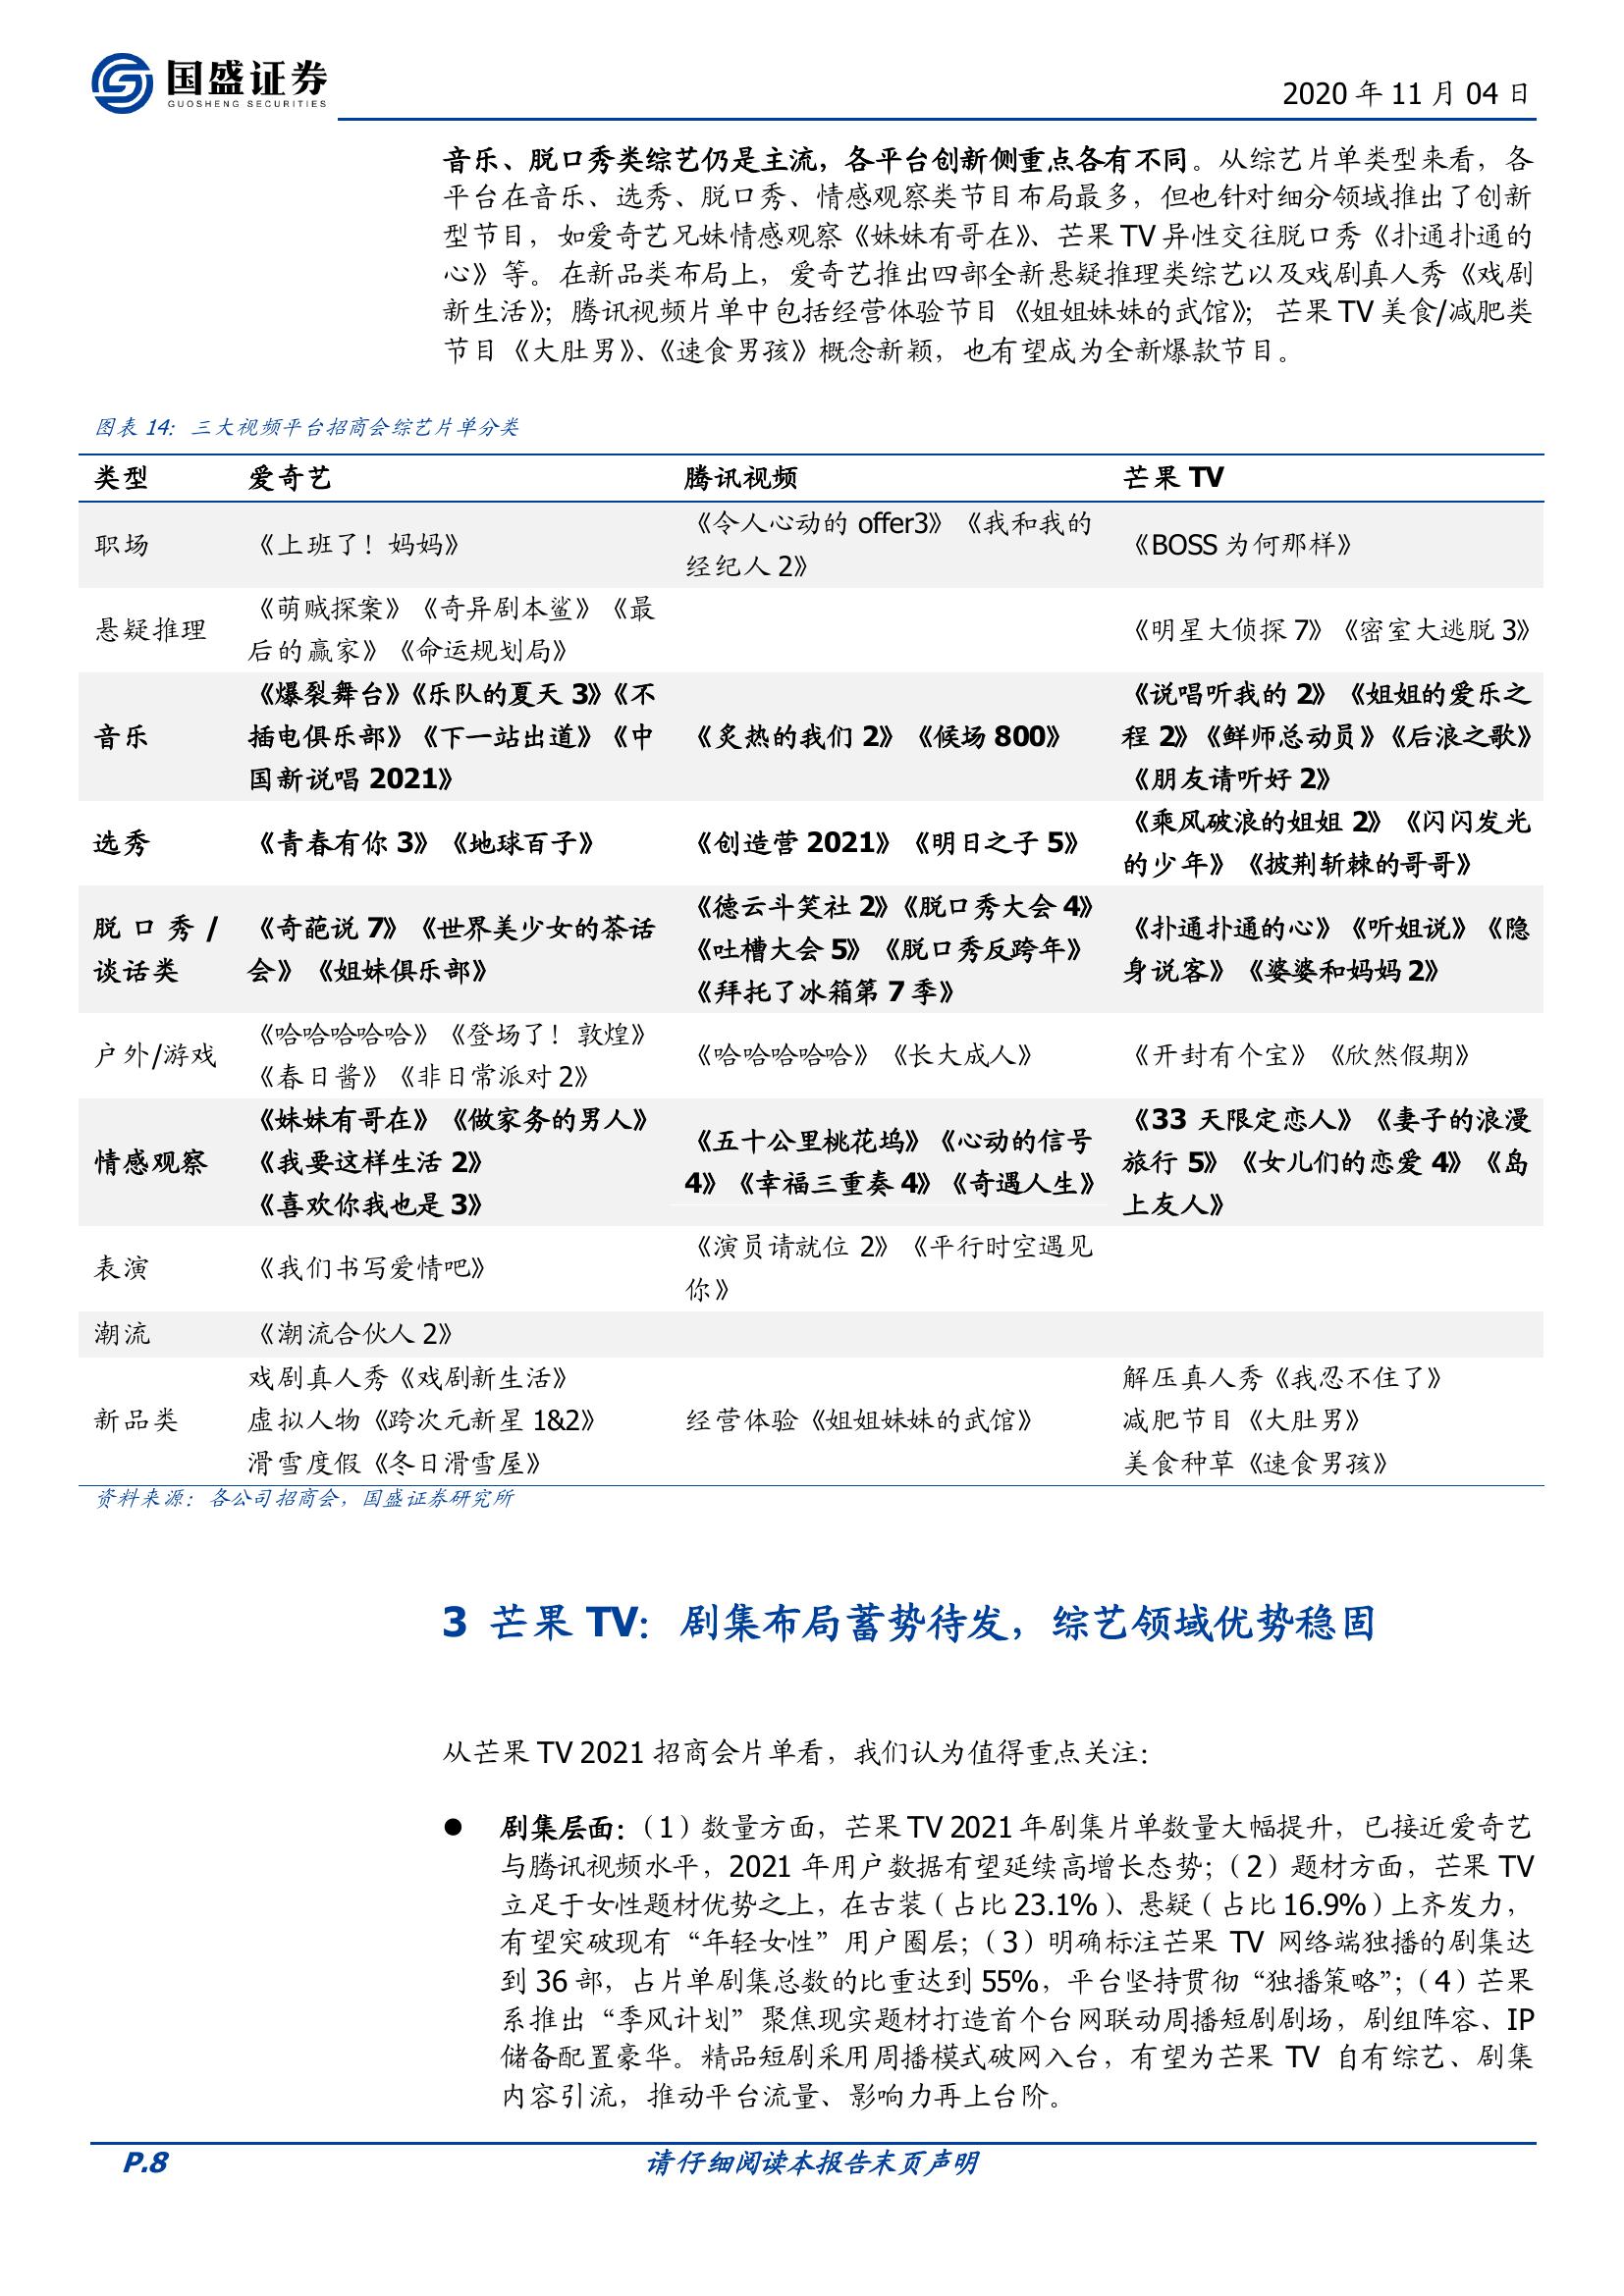 国盛证券
GUOSHENG SECURITIES
2020 年 11 月 04 日
音乐、脱口秀类综艺仍是主流，各平台创新侧重点各有不同。从综艺片单类型来看，各
平台在音乐、选秀、脱口秀、情感观察类节目布局最多，但也针对细分领域推出了创新
型节目，如爱奇艺兄妹情感观察《妹妹有哥在》、芒果 TV 异性交往脱口秀《扑通扑通的
心》等。在新品类布局上，爱奇艺推出四部全新悬疑推理类综艺以及戏剧真人秀《戏剧
新生活》；腾讯视频片单中包括经营体验节目《姐姐妹妹的武馆》；芒果 TV 美食/减肥类
节目《大肚男》、《速食男孩》概念新颖，也有望成为全新爆款节目。
图表 14：三大视频平台招商会综艺片单分类
类型 爱奇艺 腾讯视频 芒果 TV
职场
《上班了！妈妈》
《令人心动的 offer3》《我和我的
经纪人 2》
《BOSS 为何那样》
悬疑推理
《萌贼探案》《奇异剧本鲨》《最
后的赢家》《命运规划局》
《明星大侦探 7》《密室大逃脱 3》
音乐
《爆裂舞台》《乐队的夏天 3》《不
插电俱乐部》《下一站出道》《中
国新说唱 2021》
《炙热的我们 2》《候场 800》
《说唱听我的 2》《姐姐的爱乐之
程 2》《鲜师总动员》《后浪之歌》
《朋友请听好 2》
选秀
《青春有你 3》《地球百子》
《创造营 2021》《明日之子 5》
《乘风破浪的姐姐 2》《闪闪发光
的少年》《披荆斩棘的哥哥》
脱口秀/
谈话类
《奇葩说 7》《世界美少女的茶话
会》《姐妹俱乐部》
《德云斗笑社 2》《脱口秀大会 4》
《吐槽大会 5》《脱口秀反跨年》
《拜托了冰箱第 7 季》
《扑通扑通的心》《听姐说》《隐
身说客》《婆婆和妈妈 2》
户外/游戏
《哈哈哈哈哈》《登场了！敦煌》
《春日酱》《非日常派对 2》
《哈哈哈哈哈》《长大成人》
《开封有个宝》《欣然假期》
情感观察
《妹妹有哥在》《做家务的男人》
《我要这样生活 2》
《喜欢你我也是 3》
《五十公里桃花坞》《心动的信号
4》《幸福三重奏 4》《奇遇人生》
《33 天限定恋人》《妻子的浪漫
旅行 5》《女儿们的恋爱 4》《岛
上友人》
表演
《我们书写爱情吧》
《演员请就位 2》《平行时空遇见
你》
潮流
《潮流合伙人 2》
新品类
戏剧真人秀《戏剧新生活》
虚拟人物《跨次元新星 1&2》
滑雪度假《冬日滑雪屋》
经营体验《姐姐妹妹的武馆》
解压真人秀《我忍不住了》
减肥节目《大肚男》
美食种草《速食男孩》
资料来源：各公司招商会，国盛证券研究所
3 芒果 TV：剧集布局蓄势待发，综艺领域优势稳固
从芒果 TV 2021 招商会片单看，我们认为值得重点关注：
● 剧集层面：（1）数量方面，芒果 TV 2021 年剧集片单数量大幅提升，已接近爱奇艺
与腾讯视频水平，2021 年用户数据有望延续高增长态势；（2）题材方面，芒果 TV
立足于女性题材优势之上，在古装（占比 23.1%）、悬疑（占比 16.9%）上齐发力，
有望突破现有“年轻女性”用户圈层；（3）明确标注芒果 TV 网络端独播的剧集达
到 36 部，占片单剧集总数的比重达到 55%，平台坚持贯彻“独播策略”；（4）芒果
系推出“季风计划”聚焦现实题材打造首个台网联动周播短剧剧场，剧组阵容、IP
储备配置豪华。精品短剧采用周播模式破网入台，有望为芒果 TV 自有综艺、剧集
内容引流，推动平台流量、影响力再上台阶。
P.8
请仔细阅读本报告末页声明